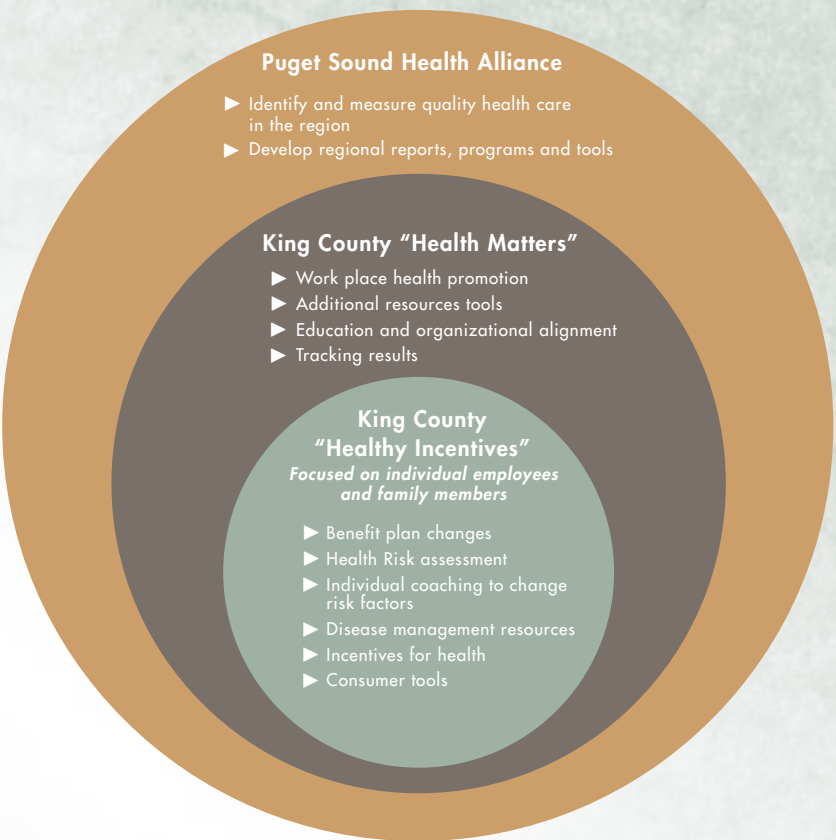 Puget Sound Health Alliance
▶ Identify and measure quality health care
in the region
▶ Develop regional reports, programs and tools
King County “Health Matters”
▶ Work place health promotion
▶ Additional resources tools
▶ Education and organizational alignment
▶ Tracking results
King County
“Healthy Incentives”
Focused on individual employees
and family members
▶ Benefit plan changes
▶ Health Risk assessment
▶ Individual coaching to change
risk factors
▶ Disease management resources
▶ Incentives for health
▶ Consumer tools